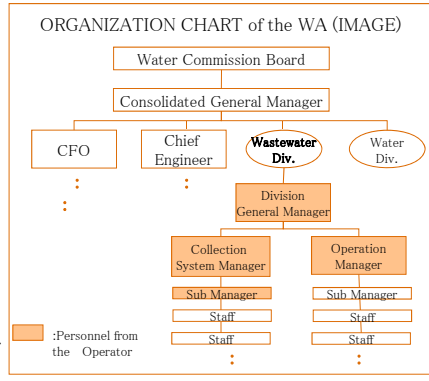 ORGANIZATION CHART of the WA (IMAGE)
Water Commission Board
Consolidated General Manager
CFO
Chief
Engineer
Wastewater
Div.
Water
Div.
Division
General Manager
Collection
System Manager
Operation
Manager
Sub Manager
Sub Manager
Staff
Staff
Staff
Staff
:Personnel from
the Operator